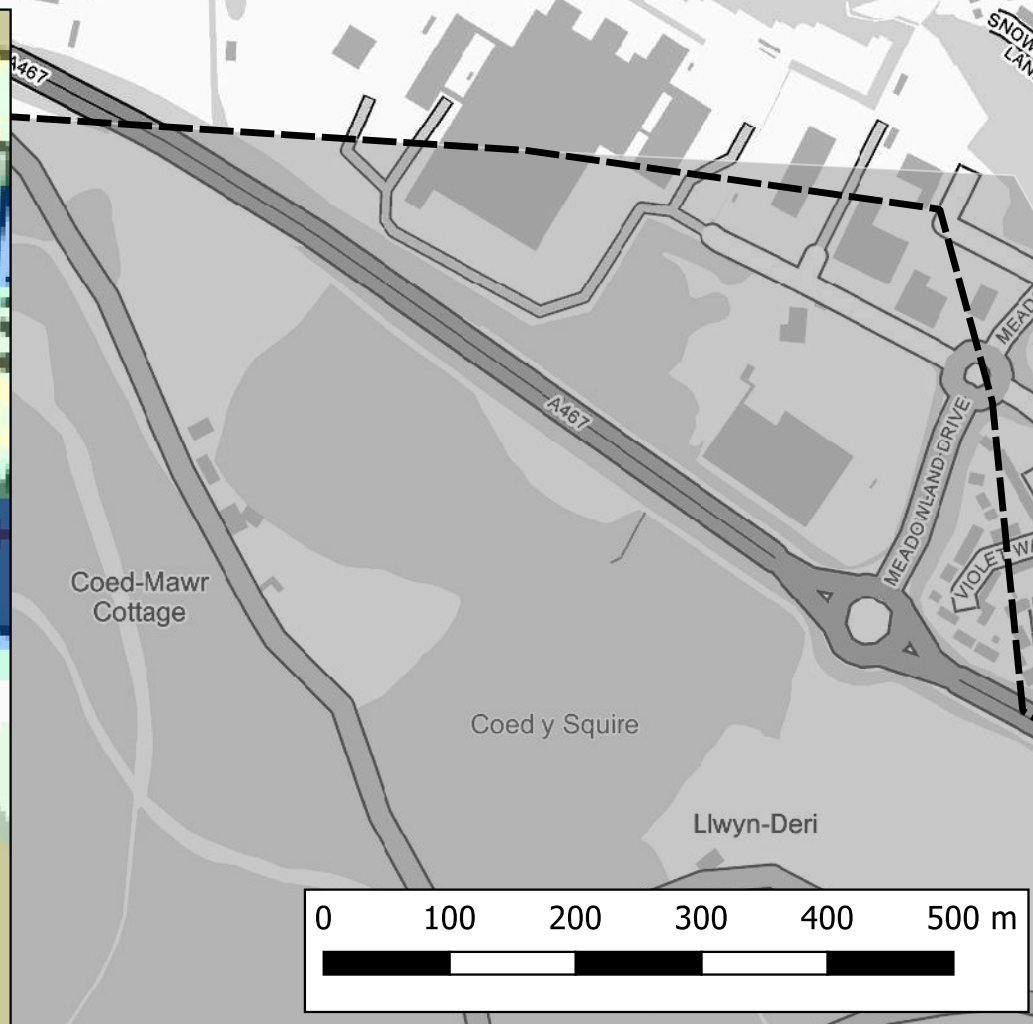 SNOW
LAN
A467
MEAD
A467
MEADOWLAND DRIVE
VIOLET WA
Coed-Mawr
Cottage
Coed y Squire
Llwyn-Deri
0 100 200 300 400 500 m